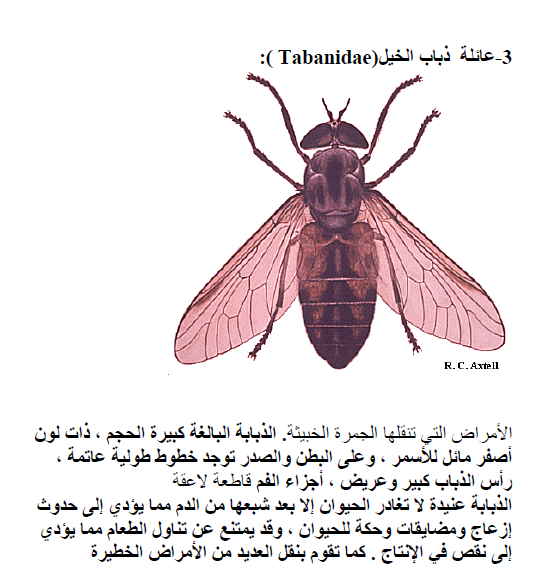 3-عائلة ذباب الخيل(Tabanidae ):
R. C. Axtell
الأمراض التي تنقلها الجمرة الخبيثة. الذبابة البالغة كبيرة الحجم ، ذات لون
أصفر مائل للأسمر ، وعلى البطن والصدر توجد خطوط طولية عاتمة ،
رأس الذباب كبير وعريض ، أجزاء الفم قاطعة لاعقة
الذبابة عنيدة لا تغادر الحيوان إلا بعد شبعها من الدم مما يؤدي إلى حدوث
إزعاج ومضايقات وحكة للحيوان ، وقد يمتنع عن تناول الطعام مما يؤدي
إلى نقص في الإنتاج . كما تقوم بنقل العديد من الأمراض الخطيرة